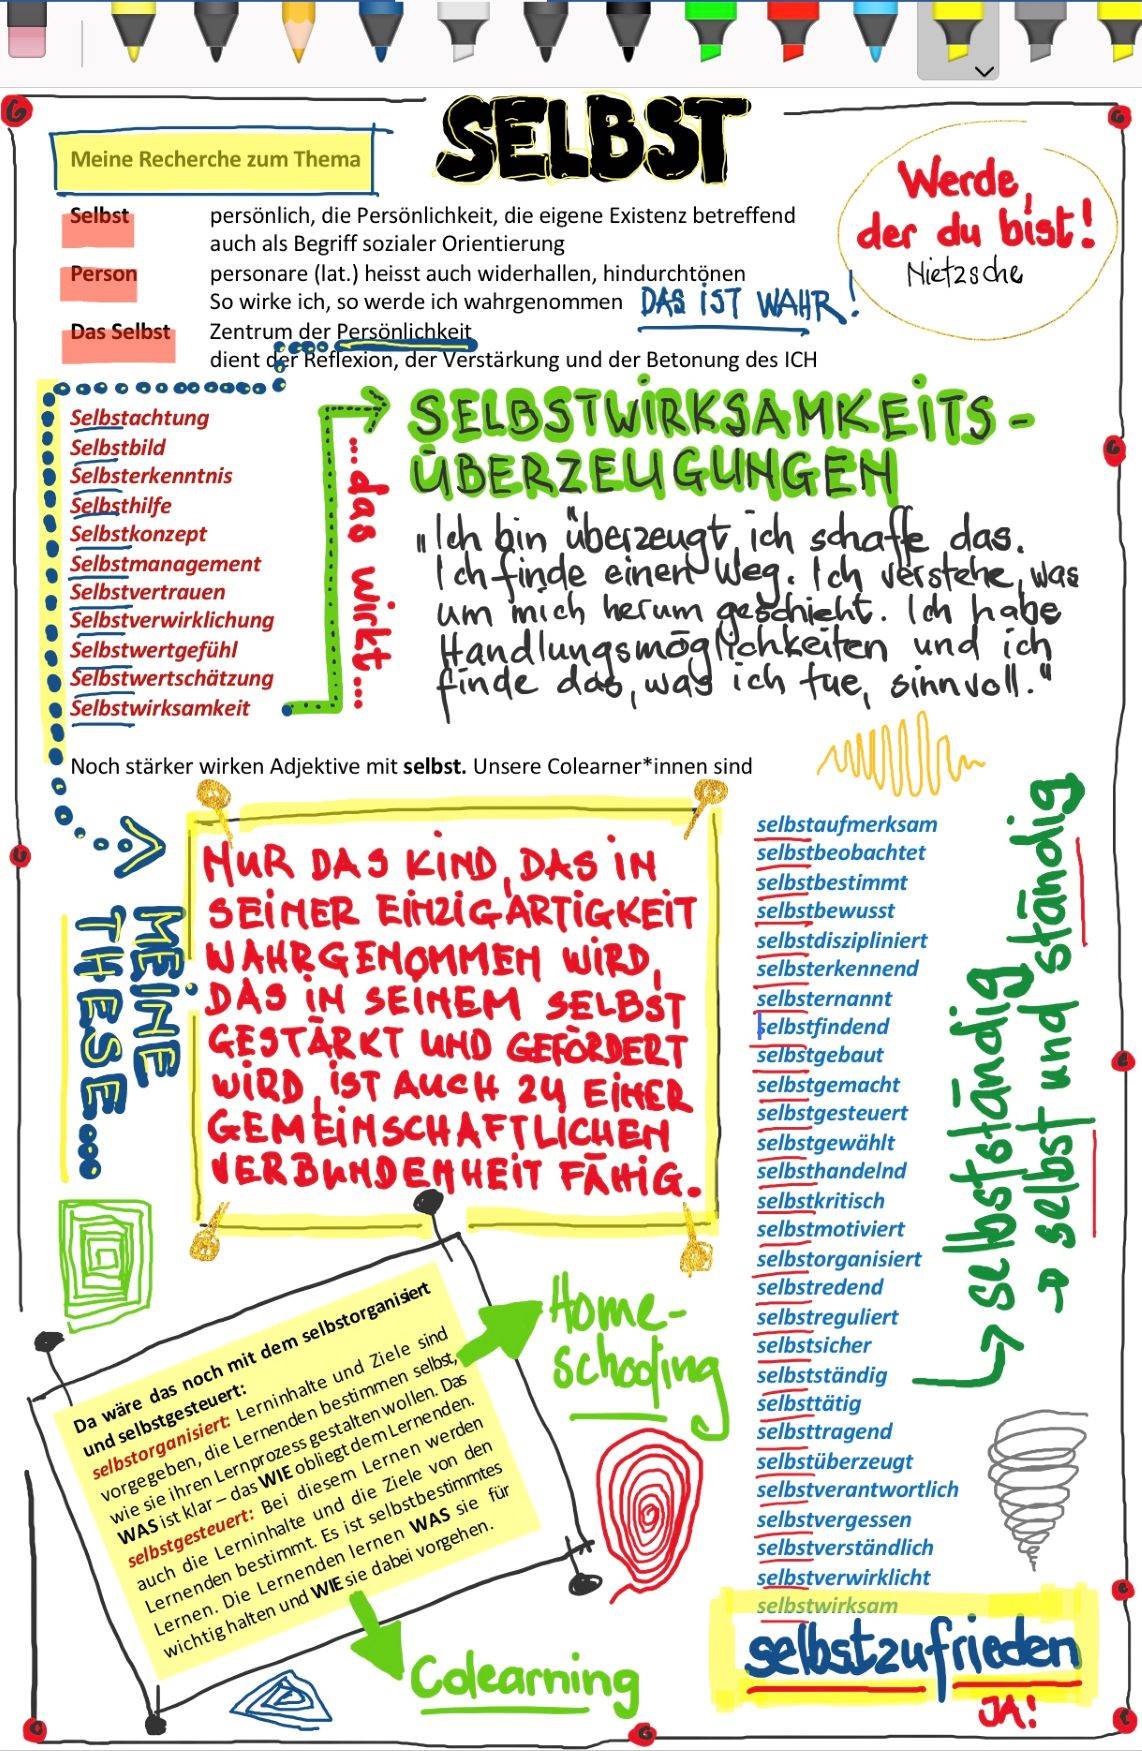 SELBST
Meine Recherche zum Thema
Werde,
der du bist!
Nietzsche
Selbst persönlich, die Persönlichkeit, die eigene Existenz betreffend
auch als Begriff sozialer Orientierung
Person personare (lat.) heisst auch widerhallen, hindurchtönen
So wirke ich, so werde ich wahrgenommen DAS IST WAHR!
Das Selbst Zentrum der Persönlichkeit
dient der Reflexion, der Verstärkung und der Betonung des ICH
Selbstachtung
Selbstbild
Selbsterkenntnis
Selbsthilfe
Selbstkonzept
Selbstmanagement
Selbstvertrauen
Selbstverwirklichung
Selbstwertgefühl
Selbstwertschätzung
Selbstwirksamkeit
...das wirkt...
SELBSTWIRKSAMKEITS-
ÜBERZEUGUNGEN
„Ich bin überzeugt ich schaffe das.
Ich finde einen Weg. Ich verstehe, was
um mich herum geschieht. Ich habe
Handlungsmöglichkeiten und ich
finde das, was ich tue, sinnvoll."
Noch stärker wirken Adjektive mit selbst. Unsere Colearner*innen sind
MEINE
THESE...
NUR DAS KIND, DAS IN
SEINER EINZIGARTIGKEIT
WAHRGENOMMEN WIRD,
DAS IN SEINEM SELBST
GESTÄRKT UND GEFÖRDERT
WIRD, IST AUCH ZU EINER
GEMEINSCHAFTLICHEN
VERBUNDENHEIT FÄHIG.
selbstaufmerksam
selbstbeobachtet
selbstbestimmt
selbstbewusst
selbstdiszipliniert
selbsterkennend
selbsternannt
selbstfindend
selbstgebaut
selbstgemacht
selbstgesteuert
selbstgewählt
selbsthandelnd
selbstkritisch
selbstmotiviert
selbstorganisiert
selbstredend
selbstreguliert
selbstsicher
selbstständig
selbsttätig
selbsttragend
selbstüberzeugt
selbstverantwortlich
selbstvergessen
selbstverständlich
selbstverwirklicht
selbstwirksam
selbstzufrieden
JA!
selbstständig
selbst und ständig
Da wäre das noch mit dem selbstorganisiert
und selbstgesteuert:
selbstorganisiert: Lerninhalte und Ziele sind
vorgegeben, die Lernenden bestimmen selbst,
wie sie ihren Lernprozess gestalten wollen. Das
WAS ist klar – das WIE obliegt dem Lernenden.
selbstgesteuert: Bei diesem Lernen werden
auch die Lerninhalte und die Ziele von den
Lernenden bestimmt. Es ist selbstbestimmtes
Lernen. Die Lernenden lernen WAS sie für
wichtig halten und WIE sie dabei vorgehen.
Home-
schooling
Colearning